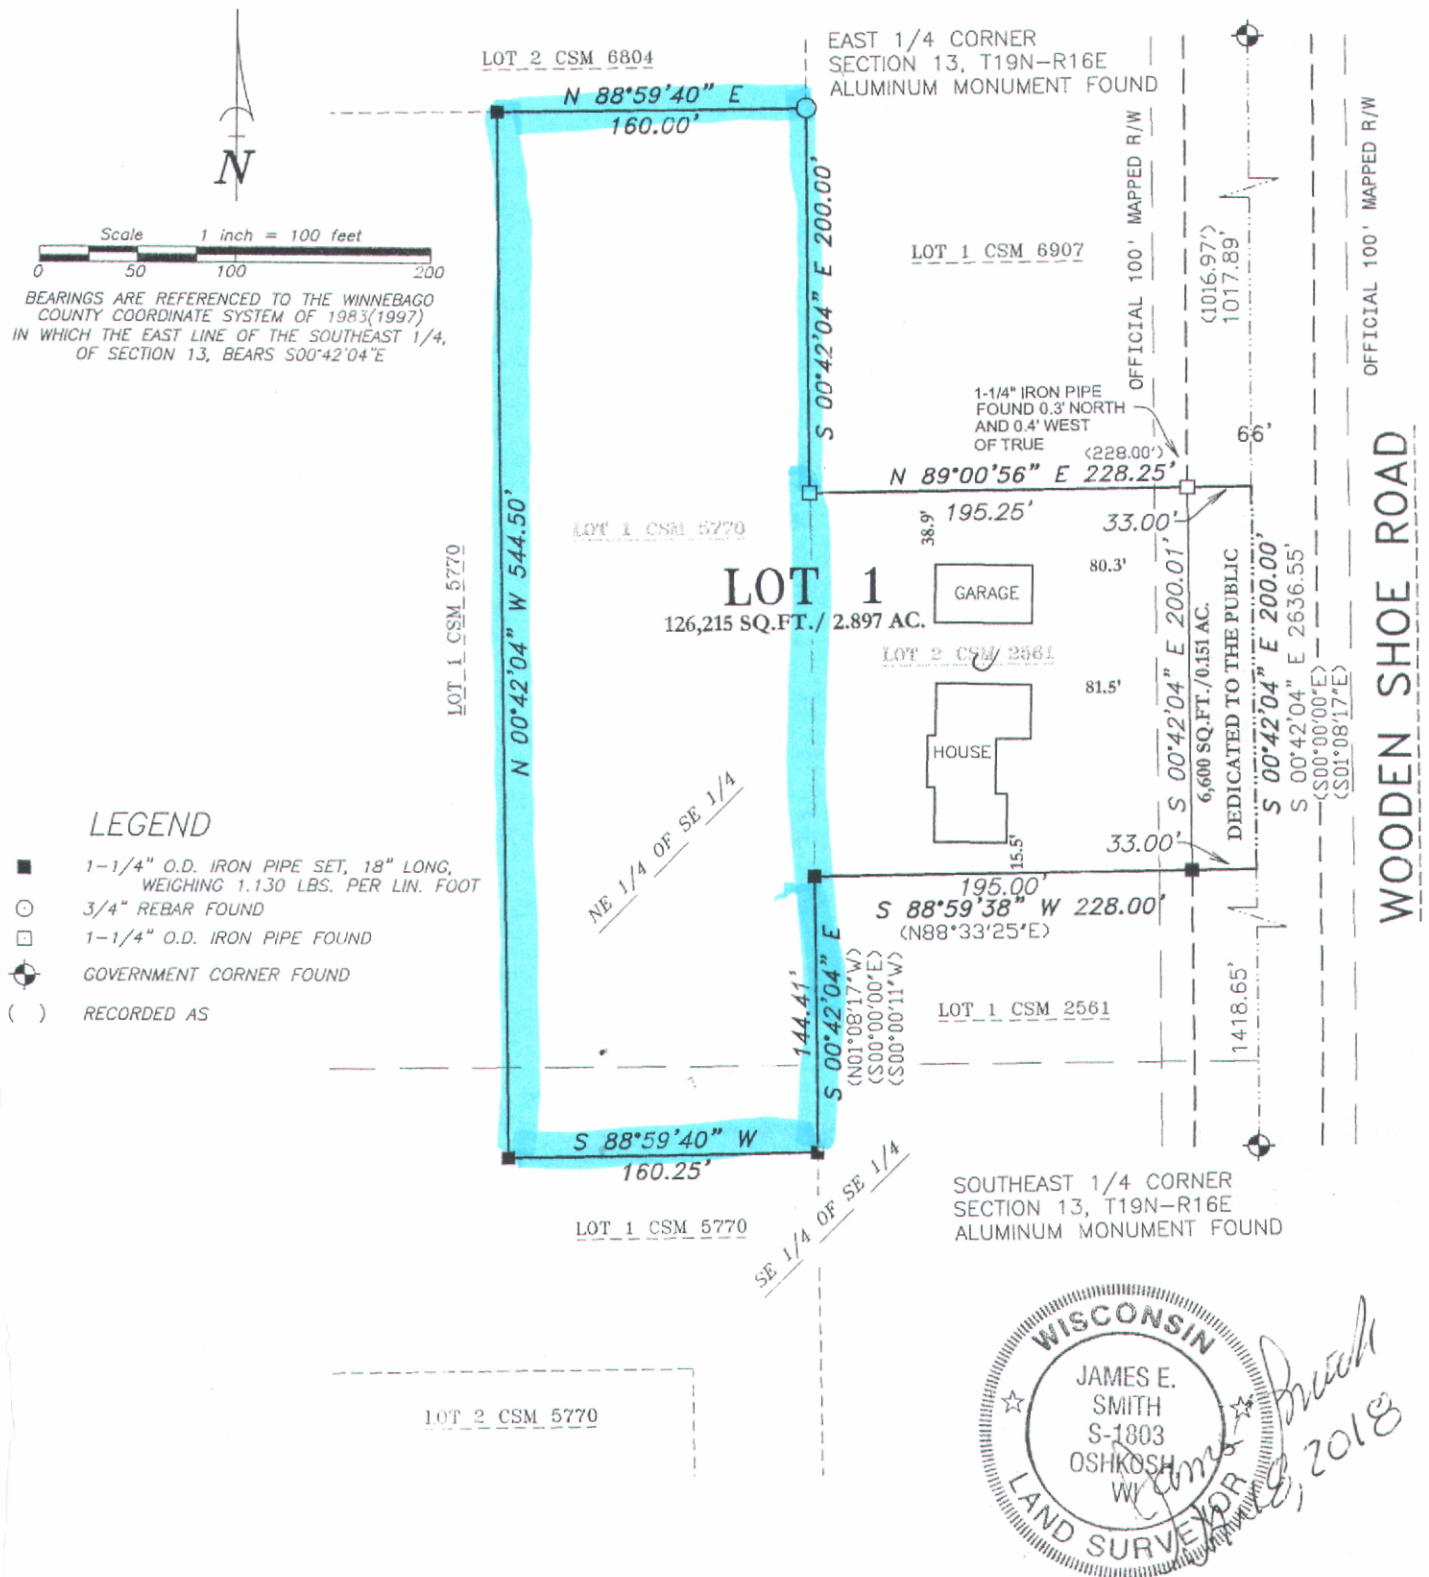 LOT 2 CSM 6804
N 88°59'40" E
160.00'
EAST 1/4 CORNER
SECTION 13, T19N-R16E
ALUMINUM MONUMENT FOUND
N
Scale 1 inch = 100 feet
0 50 100 200
BEARINGS ARE REFERENCED TO THE WINNEBAGO
COUNTY COORDINATE SYSTEM OF 1983(1997)
IN WHICH THE EAST LINE OF THE SOUTHEAST 1/4,
OF SECTION 13, BEARS S00°42'04"E
S 00°42'04" E 200.00'
LOT 1 CSM 6907
OFFICIAL 100' MAPPED R/W
(1016.97')
1017.89'
OFFICIAL 100' MAPPED R/W
1-1/4" IRON PIPE
FOUND 0.3' NORTH
AND 0.4' WEST
OF TRUE
(228.00')
66'
N 89°00'56" E 228.25'
195.25'
33.00'
38.9'
80.3'
GARAGE
LOT 1 CSM 5770
N 00°42'04" W 544.50'
LOT 1 CSM 5770
LOT 1
126,215 SQ.FT./ 2.897 AC.
LOT 2 CSM 2561
81.5'
HOUSE
15.5'
S 00°42'04" E 200.01'
6,600 SQ.FT./0.151 AC.
DEDICATED TO THE PUBLIC
S 00°42'04" E 200.00'
S 00°42'04" E 2636.55'
(S00°00'00"E)
(S01°08'17"E)
WOODEN SHOE ROAD
33.00'
195.00'
S 88°59'38" W 228.00'
(N88°33'25"E)
NE 1/4 OF SE 1/4
LEGEND
1-1/4" O.D. IRON PIPE SET, 18" LONG,
WEIGHING 1.130 LBS. PER LIN. FOOT
3/4" REBAR FOUND
1-1/4" O.D. IRON PIPE FOUND
GOVERNMENT CORNER FOUND
( ) RECORDED AS
144.41'
S 00°42'04" E
(N01°08'17"W)
(S00°00'00"E)
(S00°00'11"W)
LOT 1 CSM 2561
1418.65'
S 88°59'40" W
160.25'
LOT 1 CSM 5770
SE 1/4 OF SE 1/4
SOUTHEAST 1/4 CORNER
SECTION 13, T19N-R16E
ALUMINUM MONUMENT FOUND
LOT 2 CSM 5770
WISCONSIN
JAMES E.
SMITH
S-1803
OSHKOSH,
WI
LAND SURVEYOR
James Smith
8, 2018